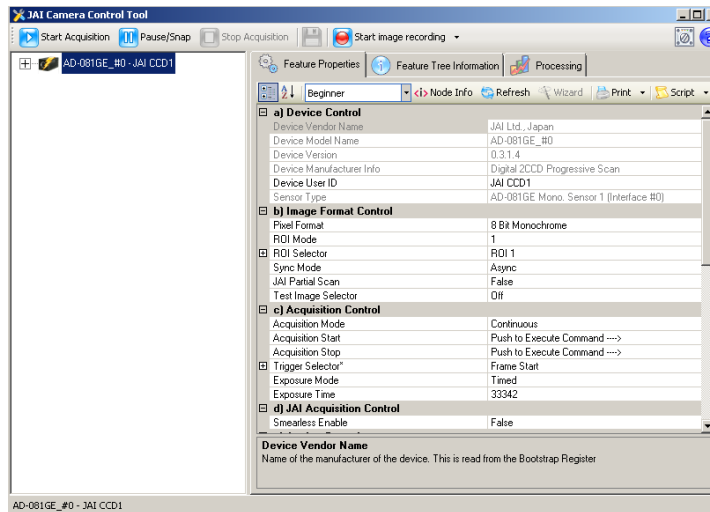 JAI Camera Control Tool
Start Acquisition Pause/Snap Stop Acquisition Start image recording
AD-081GE_#0 - JAI CCD1
Feature Properties Feature Tree Information Processing
Beginner <i> Node Info Refresh Wizard Print Script
a) Device Control
Device Vendor Name JAI Ltd., Japan
Device Model Name AD-081GE_#0
Device Version 0.3.1.4
Device Manufacturer Info Digital 2CCD Progressive Scan
Device User ID JAI CCD1
Sensor Type AD-081GE Mono. Sensor 1 (Interface #0)
b) Image Format Control
Pixel Format 8 Bit Monochrome
ROI Mode 1
ROI Selector ROI 1
Sync Mode Async
JAI Partial Scan False
Test Image Selector Off
c) Acquisition Control
Acquisition Mode Continuous
Acquisition Start Push to Execute Command ---->
Acquisition Stop Push to Execute Command ---->
Trigger Selector* Frame Start
Exposure Mode Timed
Exposure Time 33342
d) JAI Acquisition Control
Smearless Enable False
Device Vendor Name
Name of the manufacturer of the device. This is read from the Bootstrap Register
AD-081GE_#0 - JAI CCD1